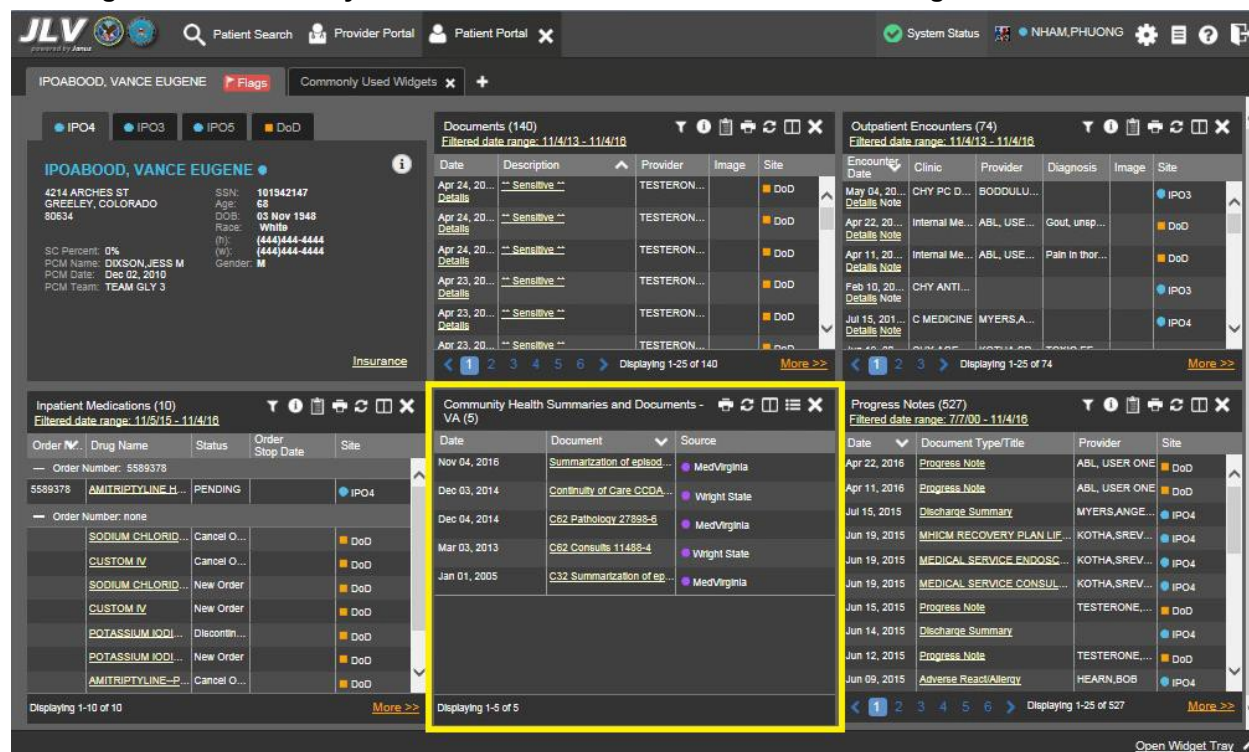 JLV Patient Search Provider Portal Patient Portal System Status NHAM,PHUONG
powered by Janus
IPOABOOD, VANCE EUGENE Flags Commonly Used Widgets
IPO4 IPO3 IPO5 DoD
IPOABOOD, VANCE EUGENE
4214 ARCHES ST
GREELEY, COLORADO
80634
SSN: 101942147
Age: 68
DOB: 03 Nov 1948
Race: White
(h): (444)444-4444
(w): (444)444-4444
Gender: M
SC Percent: 0%
PCM Name: DIXSON,JESS M
PCM Date: Dec 02, 2010
PCM Team: TEAM GLY 3
Insurance
Documents (140)
Filtered date range: 11/4/13 - 11/4/16
Date Description Provider Image Site
Apr 24, 20... ** Sensitive ** TESTERON... DoD
Details
Apr 24, 20... ** Sensitive ** TESTERON... DoD
Details
Apr 24, 20... ** Sensitive ** TESTERON... DoD
Details
Apr 23, 20... ** Sensitive ** TESTERON... DoD
Details
Apr 23, 20... ** Sensitive ** TESTERON... DoD
Details
Apr 23, 20... ** Sensitive ** TESTERON... DoD
1 2 3 4 5 6 Displaying 1-25 of 140 More >>
Outpatient Encounters (74)
Filtered date range: 11/4/13 - 11/4/16
Encounter Date Clinic Provider Diagnosis Image Site
May 04, 20... CHY PC D... BODDULU... IPO3
Details Note
Apr 22, 20... Internal Me... ABL, USE... Gout, unsp... DoD
Details Note
Apr 11, 20... Internal Me... ABL, USE... Pain in thor... DoD
Details Note
Feb 10, 20... CHY ANTI... IPO3
Details Note
Jul 15, 201... C MEDICINE MYERS,A... IPO4
Details Note
1 2 3 Displaying 1-25 of 74 More >>
Inpatient Medications (10)
Filtered date range: 11/5/15 - 11/4/16
Order N.. Drug Name Status Order Stop Date Site
— Order Number: 5589378
5589378 AMITRIPTYLINE H... PENDING IPO4
— Order Number: none
SODIUM CHLORID... Cancel O... DoD
CUSTOM IV Cancel O... DoD
SODIUM CHLORID... New Order DoD
CUSTOM IV New Order DoD
POTASSIUM IODI... Discontin... DoD
POTASSIUM IODI... New Order DoD
AMITRIPTYLINE--P... Cancel O... DoD
Displaying 1-10 of 10 More >>
Community Health Summaries and Documents -
VA (5)
Date Document Source
Nov 04, 2016 Summarization of episod... MedVirginia
Dec 03, 2014 Continuity of Care CCDA... Wright State
Dec 04, 2014 C62 Pathology 27898-6 MedVirginia
Mar 03, 2013 C62 Consults 11488-4 Wright State
Jan 01, 2005 C32 Summarization of ep... MedVirginia
Displaying 1-5 of 5
Progress Notes (527)
Filtered date range: 7/7/00 - 11/4/16
Date Document Type/Title Provider Site
Apr 22, 2016 Progress Note ABL, USER ONE DoD
Apr 11, 2016 Progress Note ABL, USER ONE DoD
Jul 15, 2015 Discharge Summary MYERS,ANGE... IPO4
Jun 19, 2015 MHICM RECOVERY PLAN LIF... KOTHA,SREV... IPO4
Jun 19, 2015 MEDICAL SERVICE ENDOSC... KOTHA,SREV... IPO4
Jun 19, 2015 MEDICAL SERVICE CONSUL... KOTHA,SREV... IPO4
Jun 15, 2015 Progress Note TESTERONE,... DoD
Jun 14, 2015 Discharge Summary IPO4
Jun 12, 2015 Progress Note TESTERONE,... DoD
Jun 09, 2015 Adverse React/Allergy HEARN,BOB IPO4
1 2 3 4 5 6 Displaying 1-25 of 527 More >>
Open Widget Tray